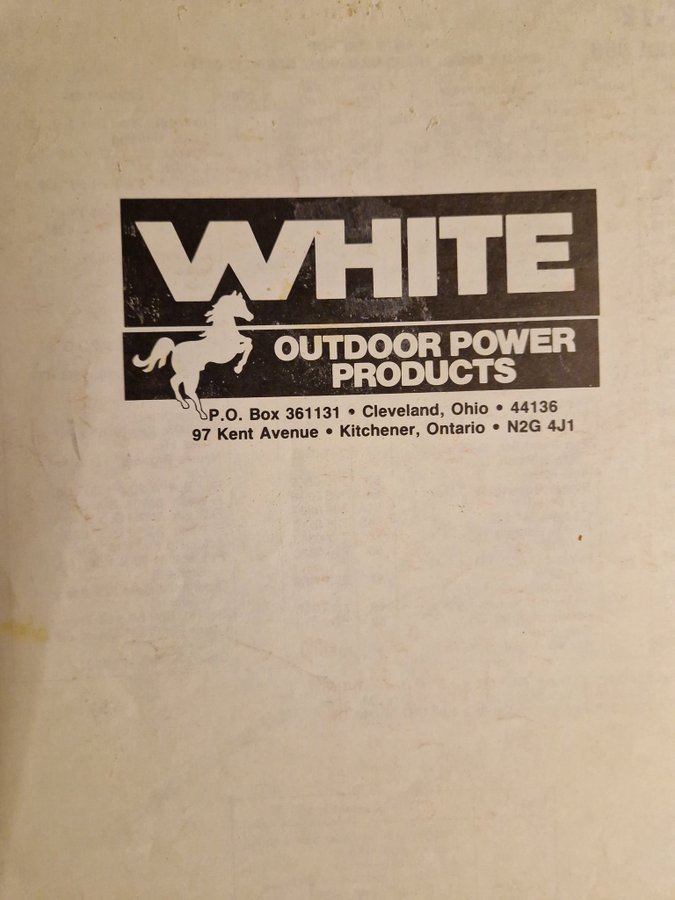 WHITE
OUTDOOR POWER
PRODUCTS
P.O. Box 361131 • Cleveland, Ohio • 44136
97 Kent Avenue • Kitchener, Ontario • N2G 4J1